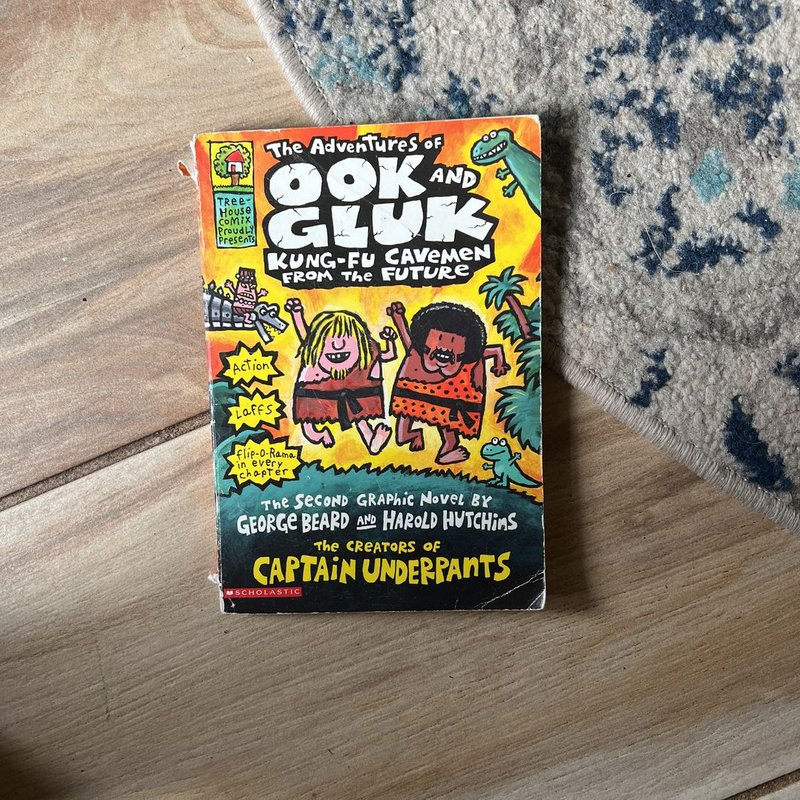 The Adventures of
OOK AND
GLUK
KUNG-FU CAVEMEN
FROM THE FUTURE
TREE-
HOUSE
COMIX
PROUDLY
PRESENTS
Action
Laffs
Flip-O-Rama
in every
chapter
The Second Graphic Novel by
GEORGE BEARD AND HAROLD HUTCHINS
THE CREATORS OF
CAPTAIN UNDERPANTS
SCHOLASTIC